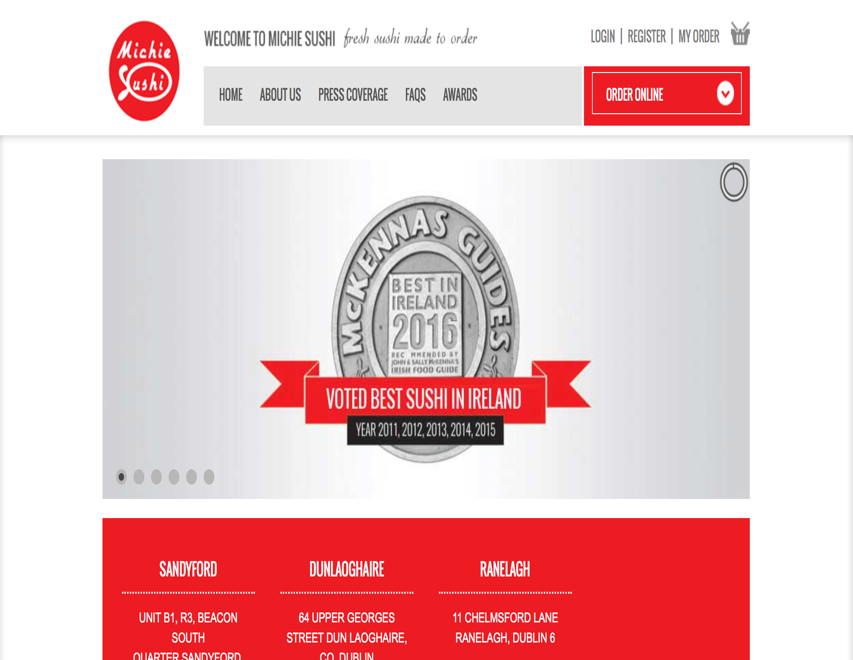 Michie
Sushi
WELCOME TO MICHIE SUSHI fresh sushi made to order
LOGIN | REGISTER | MY ORDER
HOME ABOUT US PRESS COVERAGE FAQS AWARDS
ORDER ONLINE
McKENNAS GUIDES
BEST IN
IRELAND
2016
REC MMENDED BY
JOHN & SALLY McKENNA'S
IRISH FOOD GUIDE
VOTED BEST SUSHI IN IRELAND
YEAR 2011, 2012, 2013, 2014, 2015
SANDYFORD
UNIT B1, R3, BEACON
SOUTH
QUARTER SANDYFORD
DUNLAOGHAIRE
64 UPPER GEORGES
STREET DUN LAOGHAIRE,
CO. DUBLIN
RANELAGH
11 CHELMSFORD LANE
RANELAGH, DUBLIN 6